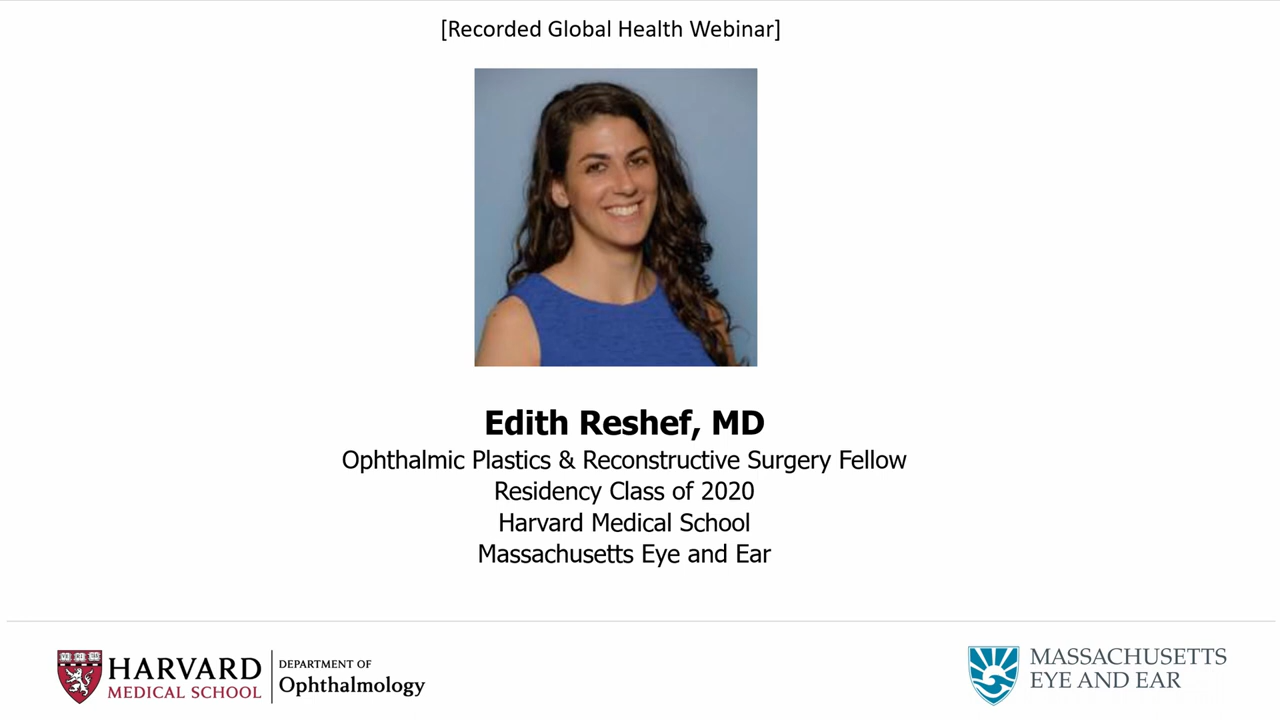 [Recorded Global Health Webinar]
Edith Reshef, MD
Ophthalmic Plastics & Reconstructive Surgery Fellow
Residency Class of 2020
Harvard Medical School
Massachusetts Eye and Ear
HARVARD
MEDICAL SCHOOL
DEPARTMENT OF
Ophthalmology
MASSACHUSETTS
EYE AND EAR